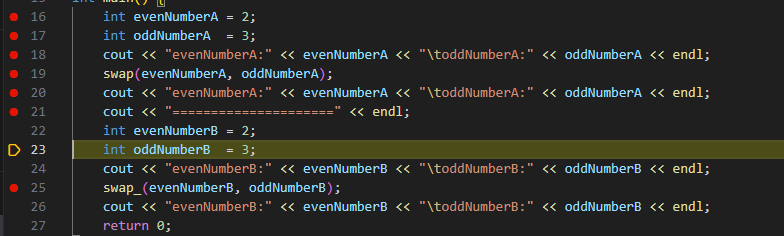 15 int main() {
16 int evenNumberA = 2;
17 int oddNumberA  = 3;
18 cout << "evenNumberA:" << evenNumberA << "\toddNumberA:" << oddNumberA << endl;
19 swap(evenNumberA, oddNumberA);
20 cout << "evenNumberA:" << evenNumberA << "\toddNumberA:" << oddNumberA << endl;
21 cout << "=====================" << endl;
22 int evenNumberB = 2;
23 int oddNumberB  = 3;
24 cout << "evenNumberB:" << evenNumberB << "\toddNumberB:" << oddNumberB << endl;
25 swap_(evenNumberB, oddNumberB);
26 cout << "evenNumberB:" << evenNumberB << "\toddNumberB:" << oddNumberB << endl;
27 return 0;